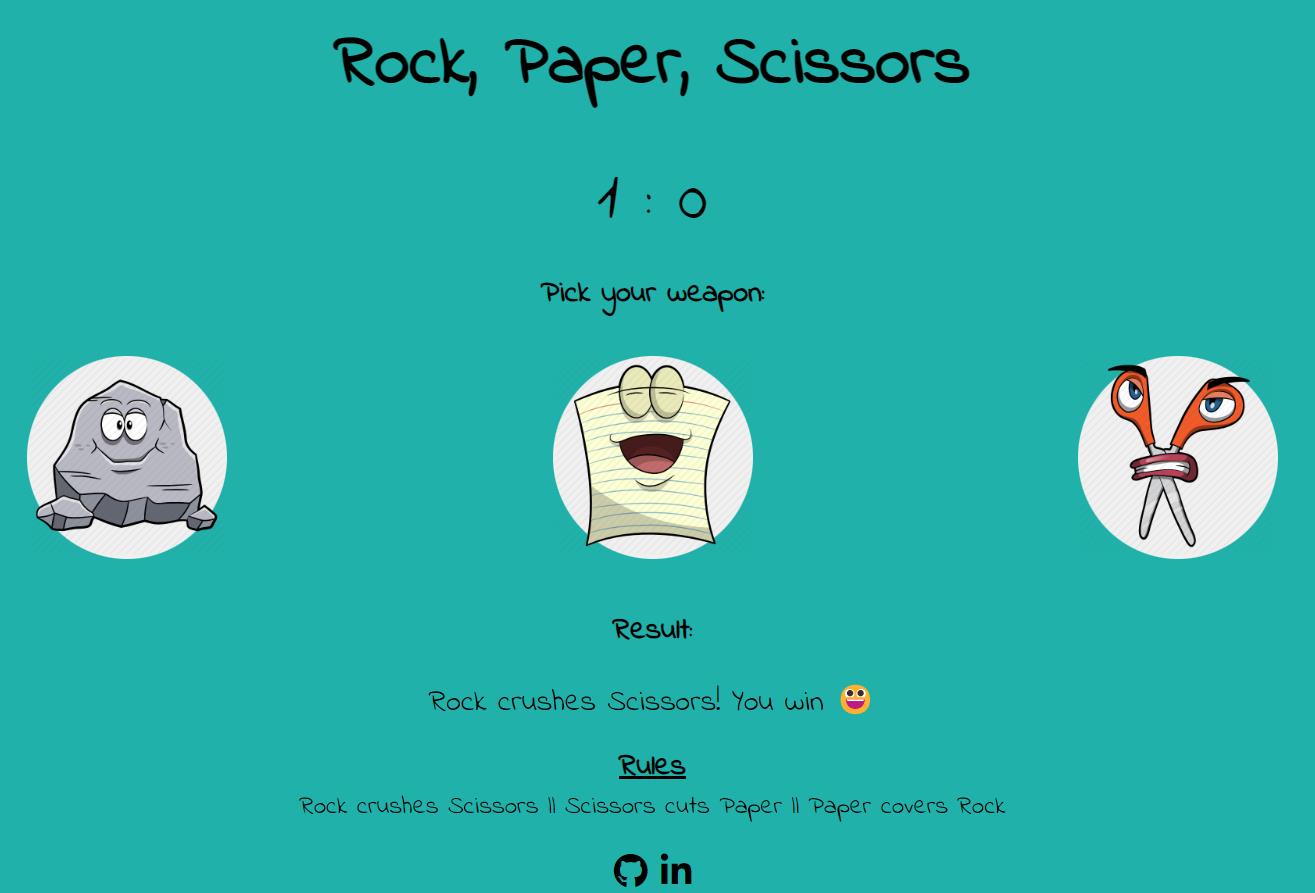 Rock, Paper, Scissors
1 : 0
Pick your weapon:
Result:
Rock crushes Scissors! You win 😃
Rules
Rock crushes Scissors || Scissors cuts Paper || Paper covers Rock
in